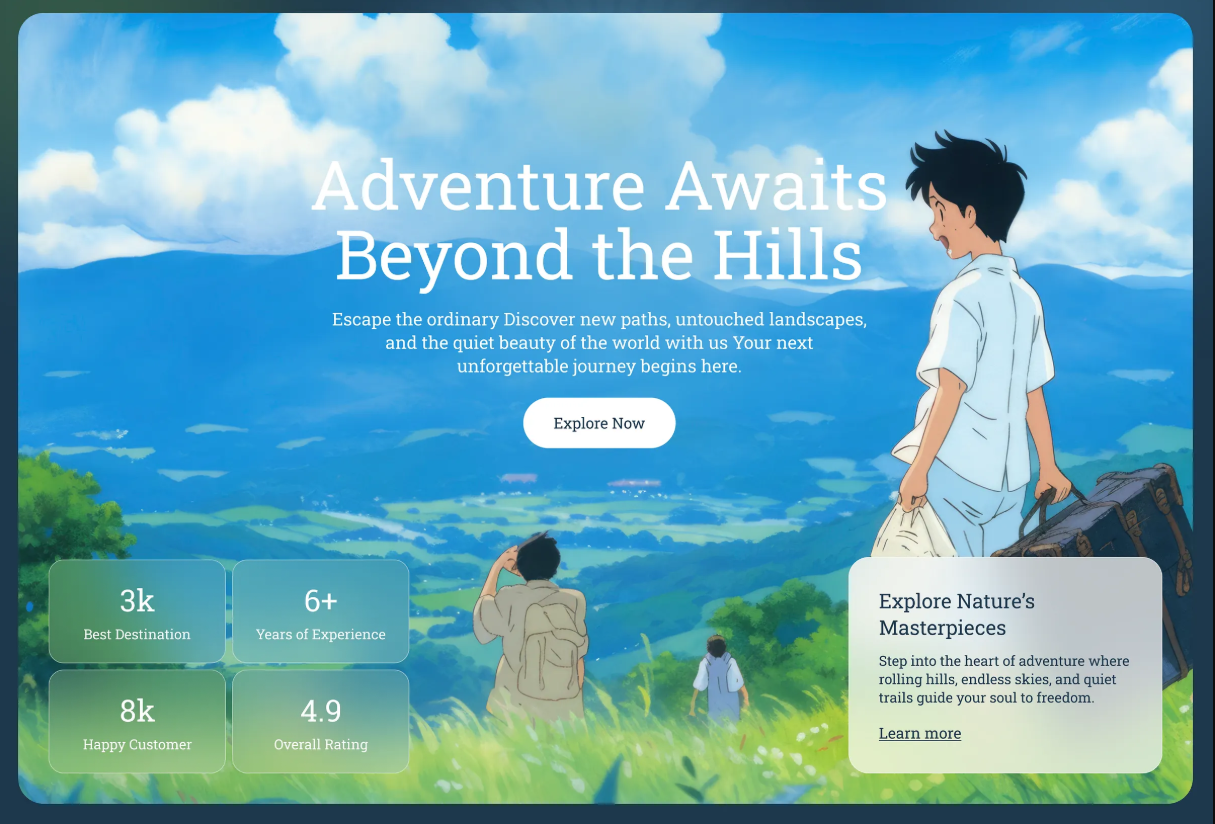 Adventure Awaits
Beyond the Hills
Escape the ordinary Discover new paths, untouched landscapes,
and the quiet beauty of the world with us Your next
unforgettable journey begins here.
Explore Now
3k
Best Destination
6+
Years of Experience
8k
Happy Customer
4.9
Overall Rating
Explore Nature’s
Masterpieces
Step into the heart of adventure where
rolling hills, endless skies, and quiet
trails guide your soul to freedom.
Learn more